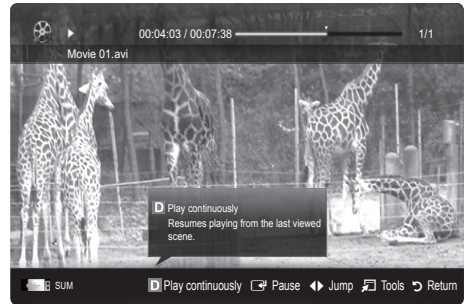 00:04:03 / 00:07:38 1/1
Movie 01.avi
D Play continuously
Resumes playing from the last viewed
scene.
SUM D Play continuously Pause Jump Tools Return